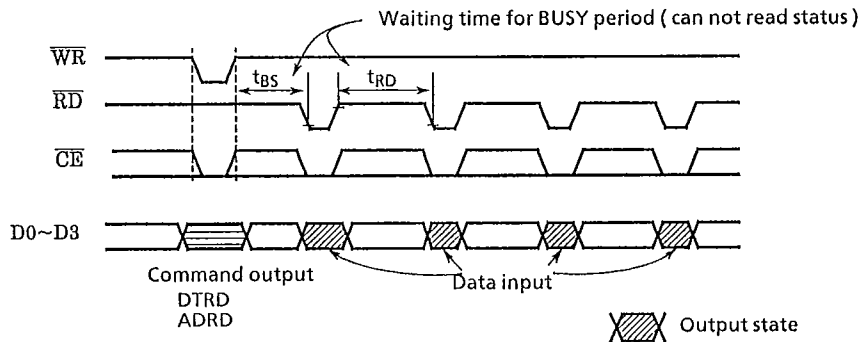 Waiting time for BUSY period ( can not read status )
WR
tBS
tRD
RD
CE
D0~D3
Command output
DTRD
ADRD
Data input
Output state